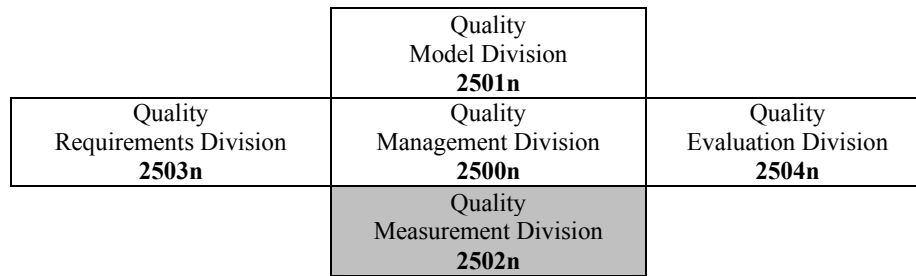 Quality
Model Division
2501n
Quality
Requirements Division
2503n
Quality
Management Division
2500n
Quality
Evaluation Division
2504n
Quality
Measurement Division
2502n